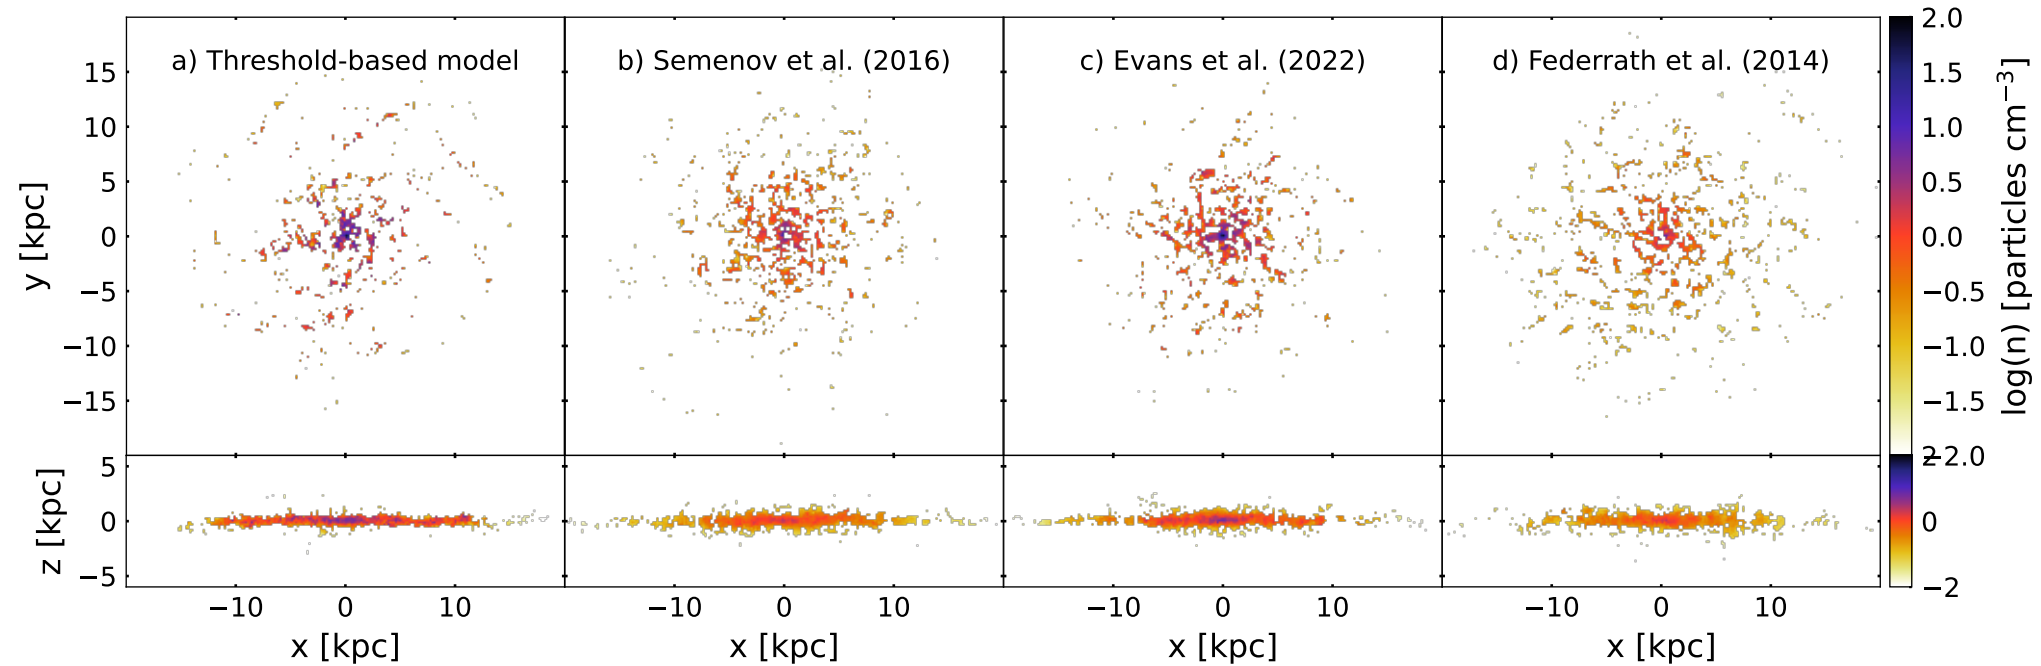 a) Threshold-based model
b) Semenov et al. (2016)
c) Evans et al. (2022)
d) Federrath et al. (2014)
15
10
5
0
−5
−10
−15
y [kpc]
5
0
−5
z [kpc]
−10 0 10
−10 0 10
−10 0 10
−10 0 10
x [kpc]
x [kpc]
x [kpc]
x [kpc]
2.0
1.5
1.0
0.5
0.0
−0.5
−1.0
−1.5
−2.0
2
0
−2
log(n) [particles cm⁻³]